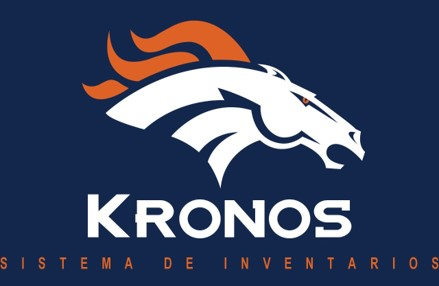 KRONOS
SISTEMA DE INVENTARIOS